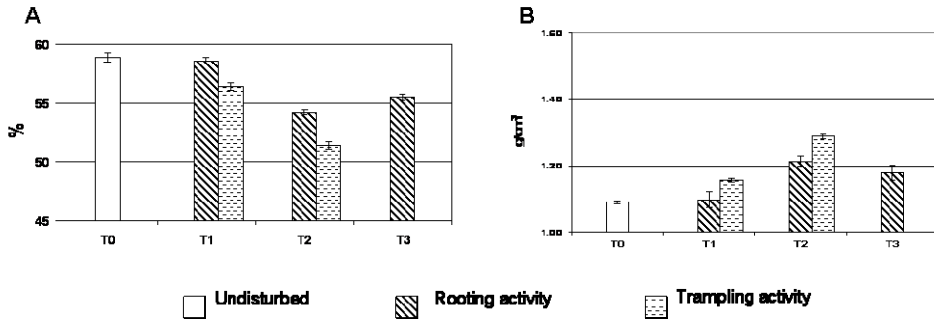 A
60
55
50
45
%
T0 T1 T2 T3
B
1.60
1.40
1.20
1.00
T0 T1 T2 T3
Undisturbed
Rooting activity
Trampling activity